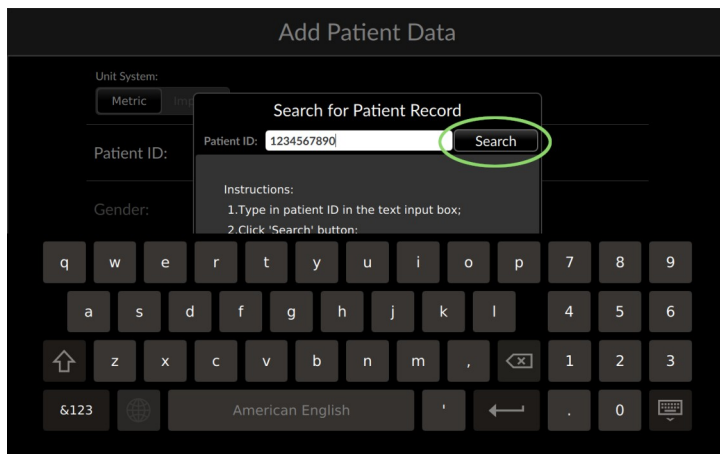 Add Patient Data
Unit System:
Metric
Search for Patient Record
Patient ID: 1234567890 Search
Patient ID:
Instructions:
1.Type in patient ID in the text input box;
2.Click 'Search' button;
Gender:
q w e r t y u i o p 7 8 9
a s d f g h j k l 4 5 6
z x c v b n m , 1 2 3
&123 American English ' . 0